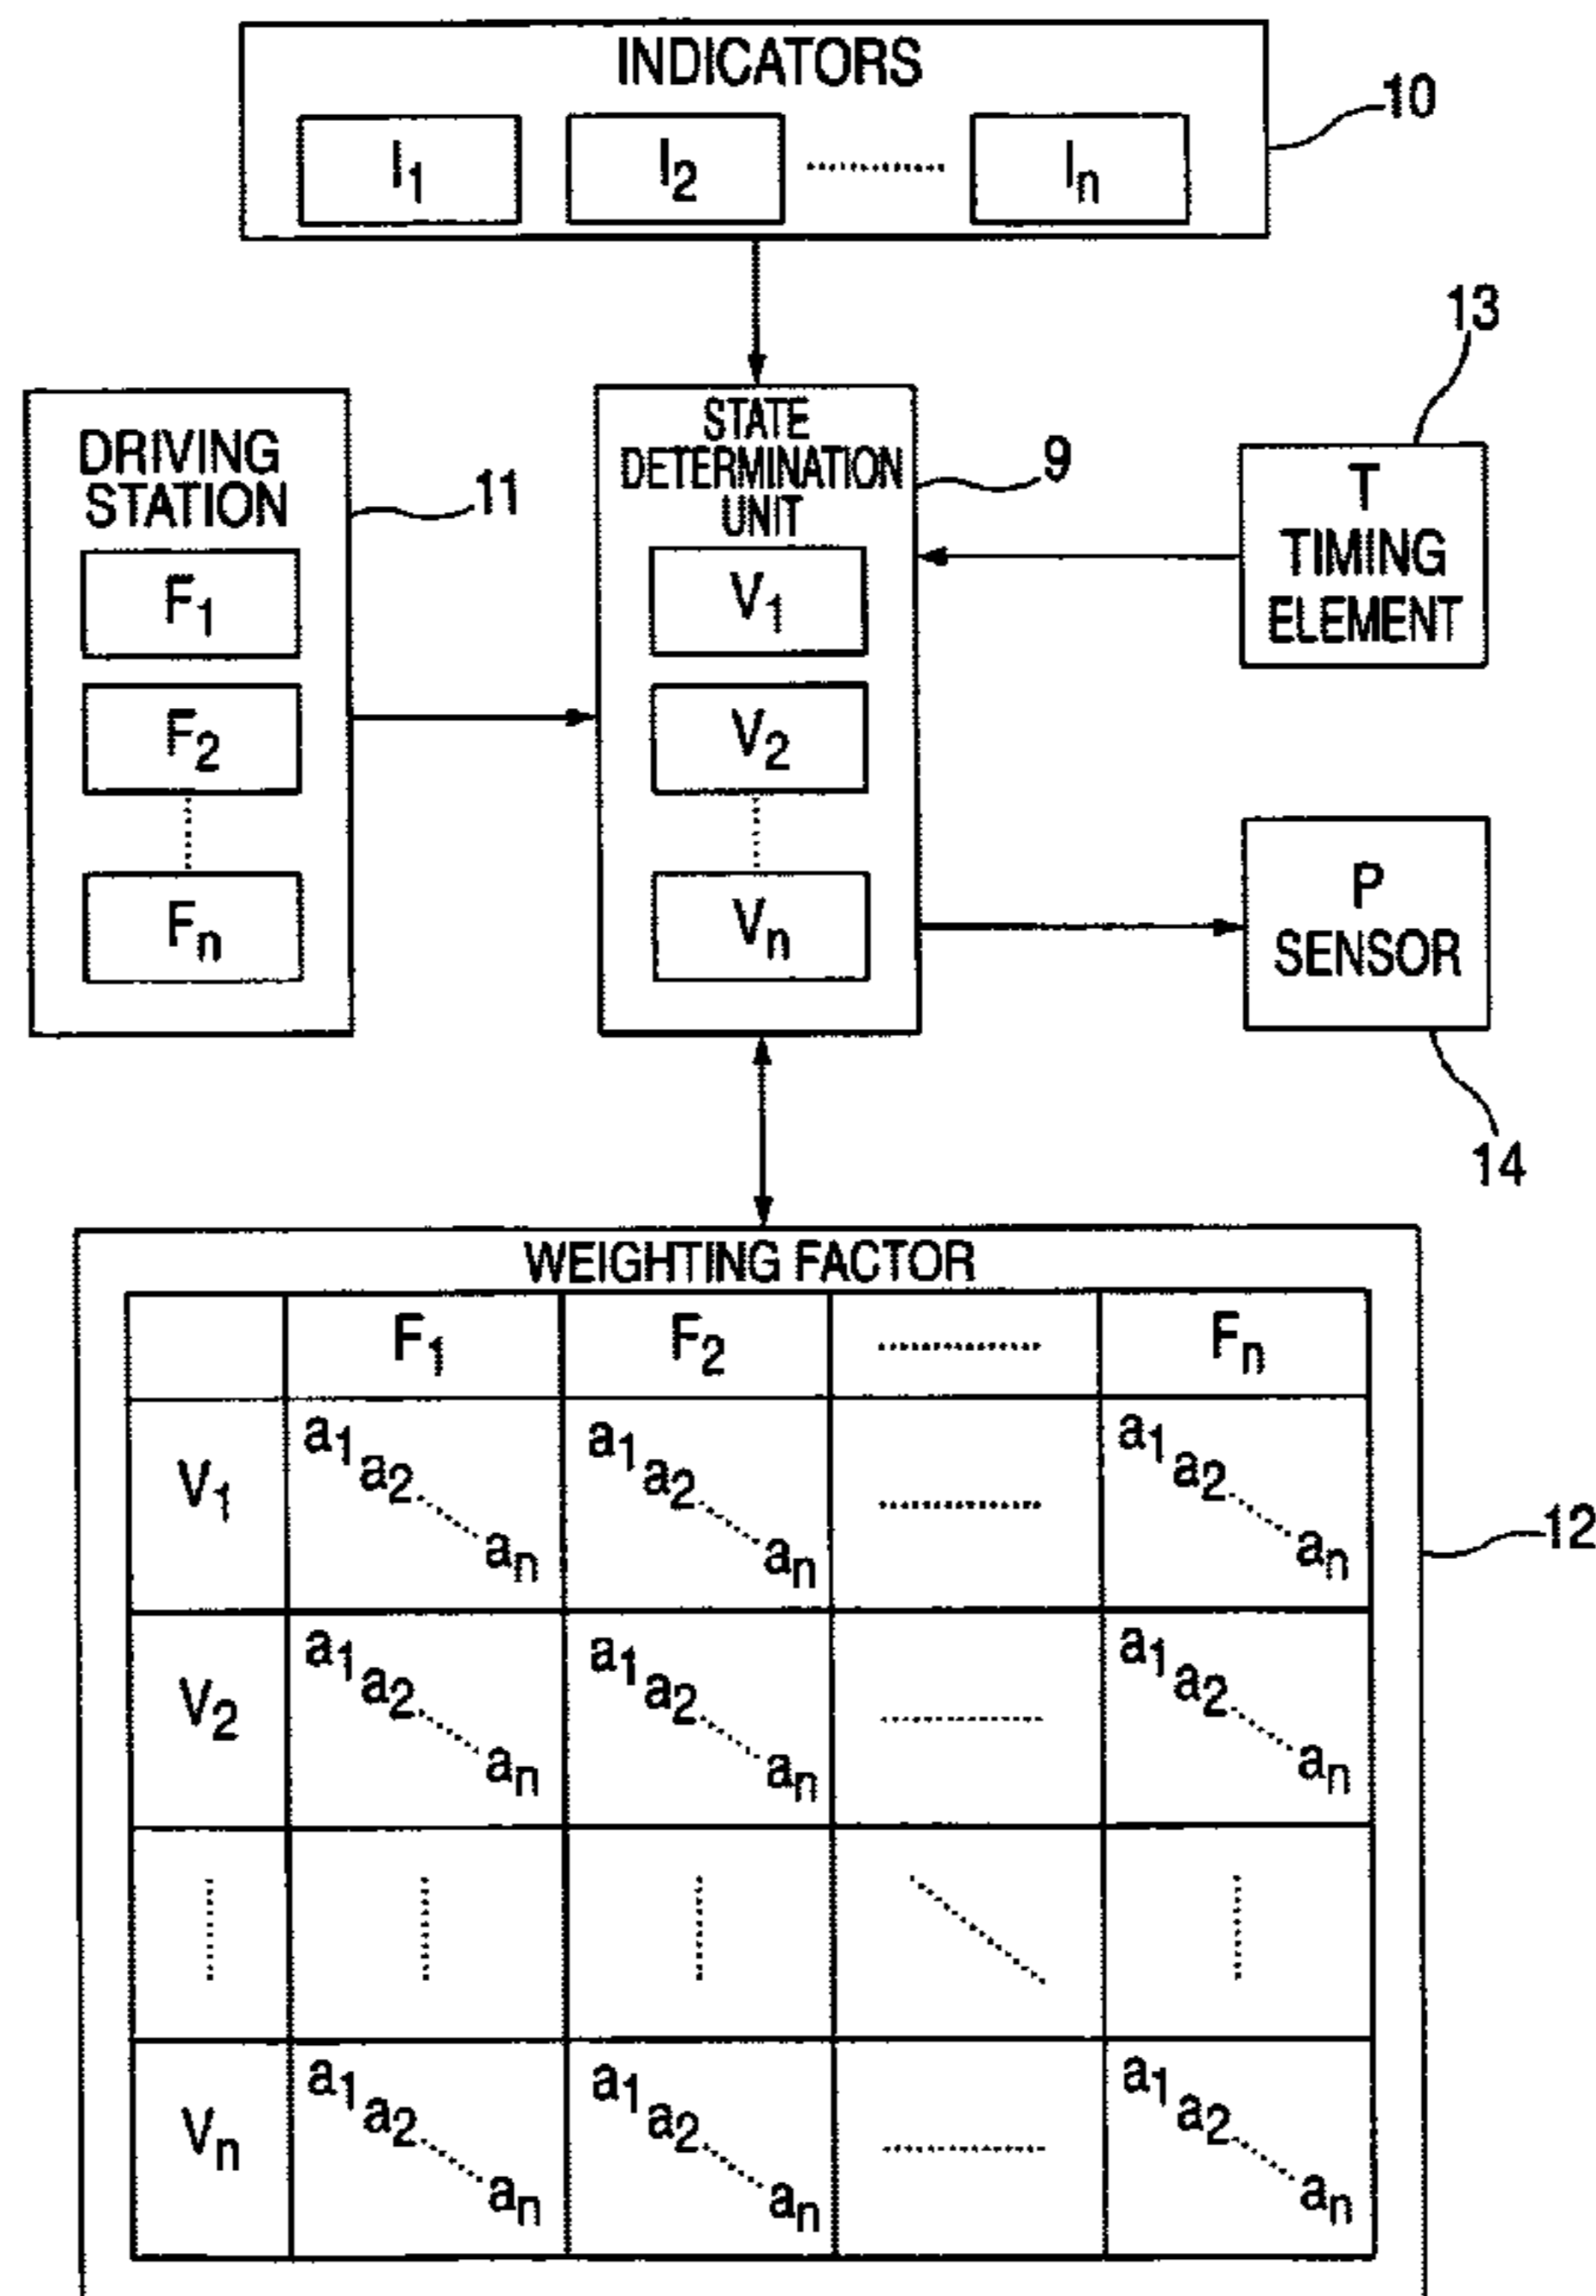 INDICATORS
I1 I2 In
10
13
DRIVING
STATION
11
F1
F2
Fn
STATE
DETERMINATION
UNIT
9
V1
V2
Vn
T
TIMING
ELEMENT
P
SENSOR
14
WEIGHTING FACTOR
F1 F2 Fn
V1 a1 a2 an a1 a2 an a1 a2 an
12
V2 a1 a2 an a1 a2 an a1 a2 an
Vn a1 a2 an a1 a2 an a1 a2 an